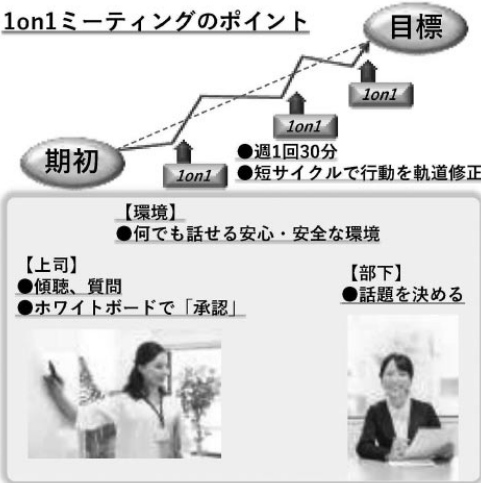 1on1ミーティングのポイント
目標
1on1
1on1
期初
1on1
●週1回30分
●短サイクルで行動を軌道修正
【環境】
●何でも話せる安心・安全な環境
【上司】
●傾聴、質問
●ホワイトボードで「承認」
【部下】
●話題を決める